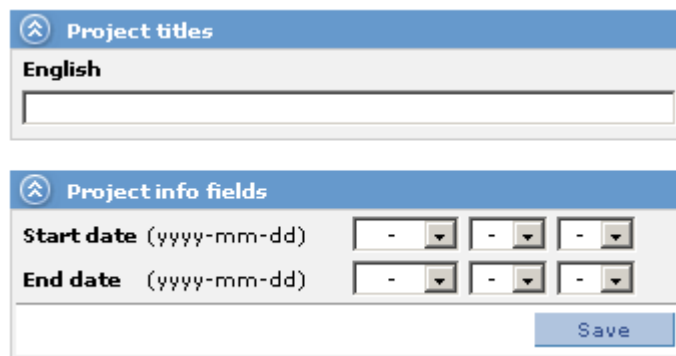 Project titles
English
Project info fields
Start date (yyyy-mm-dd) - - -
End date (yyyy-mm-dd) - - -
Save